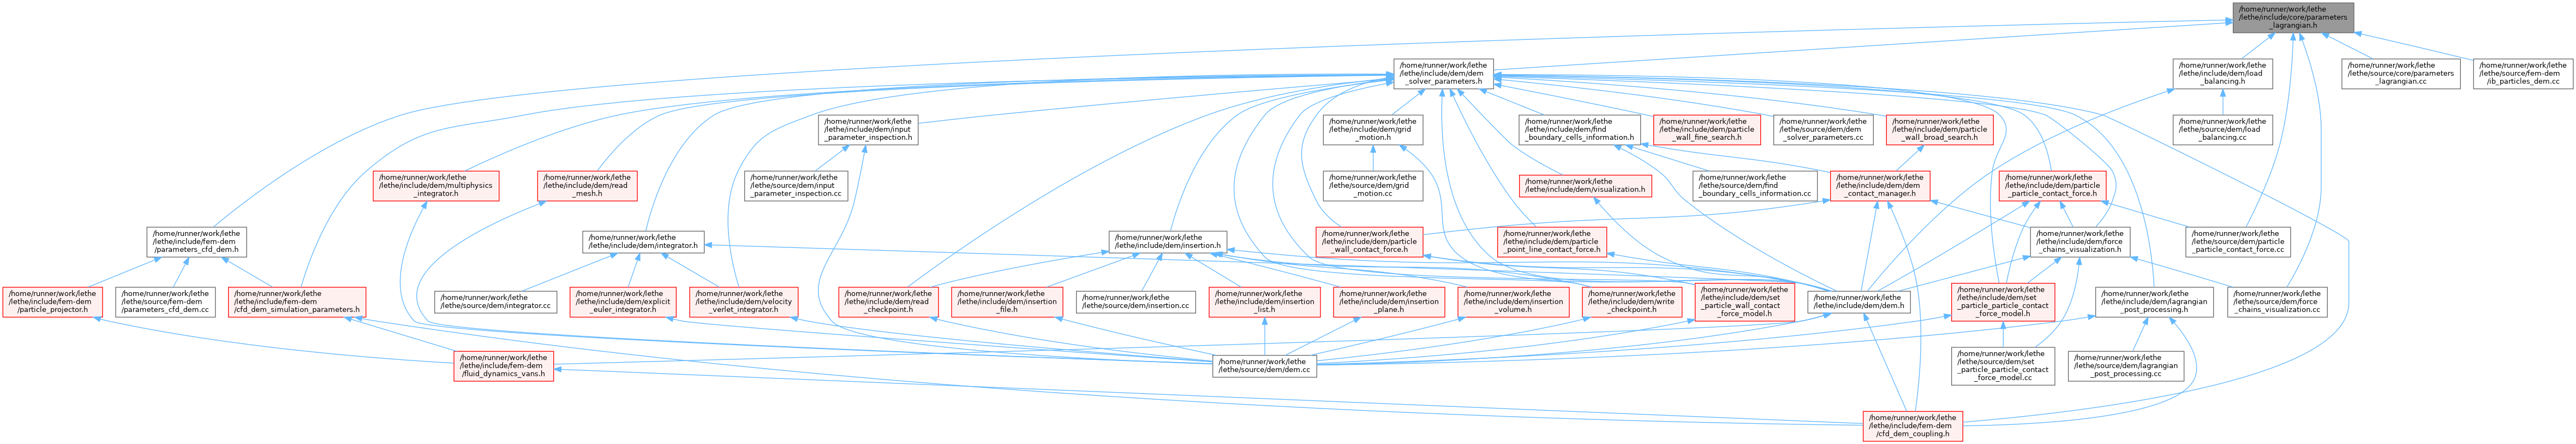 /home/runner/work/lethe
/lethe/include/core/parameters
_lagrangian.h
/home/runner/work/lethe
/lethe/include/dem/dem
_solver_parameters.h
/home/runner/work/lethe
/lethe/include/dem/load
_balancing.h
/home/runner/work/lethe
/lethe/source/core/parameters
_lagrangian.cc
/home/runner/work/lethe
/lethe/source/fem-dem
/ib_particles_dem.cc
/home/runner/work/lethe
/lethe/include/dem/input
_parameter_inspection.h
/home/runner/work/lethe
/lethe/include/dem/grid
_motion.h
/home/runner/work/lethe
/lethe/include/dem/find
_boundary_cells_information.h
/home/runner/work/lethe
/lethe/include/dem/particle
_wall_fine_search.h
/home/runner/work/lethe
/lethe/source/dem/dem
_solver_parameters.cc
/home/runner/work/lethe
/lethe/include/dem/particle
_wall_broad_search.h
/home/runner/work/lethe
/lethe/source/dem/load
_balancing.cc
/home/runner/work/lethe
/lethe/include/dem/multiphysics
_integrator.h
/home/runner/work/lethe
/lethe/include/dem/read
_mesh.h
/home/runner/work/lethe
/lethe/source/dem/input
_parameter_inspection.cc
/home/runner/work/lethe
/lethe/source/dem/grid
_motion.cc
/home/runner/work/lethe
/lethe/include/dem/visualization.h
/home/runner/work/lethe
/lethe/source/dem/find
_boundary_cells_information.cc
/home/runner/work/lethe
/lethe/include/dem/dem
_contact_manager.h
/home/runner/work/lethe
/lethe/include/dem/particle
_particle_contact_force.h
/home/runner/work/lethe
/lethe/include/fem-dem
/parameters_cfd_dem.h
/home/runner/work/lethe
/lethe/include/dem/integrator.h
/home/runner/work/lethe
/lethe/include/dem/insertion.h
/home/runner/work/lethe
/lethe/include/dem/particle
_wall_contact_force.h
/home/runner/work/lethe
/lethe/include/dem/particle
_point_line_contact_force.h
/home/runner/work/lethe
/lethe/include/dem/force
_chains_visualization.h
/home/runner/work/lethe
/lethe/source/dem/particle
_particle_contact_force.cc
/home/runner/work/lethe
/lethe/include/fem-dem
/particle_projector.h
/home/runner/work/lethe
/lethe/source/fem-dem
/parameters_cfd_dem.cc
/home/runner/work/lethe
/lethe/include/fem-dem
/cfd_dem_simulation_parameters.h
/home/runner/work/lethe
/lethe/source/dem/integrator.cc
/home/runner/work/lethe
/lethe/include/dem/explicit
_euler_integrator.h
/home/runner/work/lethe
/lethe/include/dem/velocity
_verlet_integrator.h
/home/runner/work/lethe
/lethe/include/dem/read
_checkpoint.h
/home/runner/work/lethe
/lethe/include/dem/insertion
_file.h
/home/runner/work/lethe
/lethe/source/dem/insertion.cc
/home/runner/work/lethe
/lethe/include/dem/insertion
_list.h
/home/runner/work/lethe
/lethe/include/dem/insertion
_plane.h
/home/runner/work/lethe
/lethe/include/dem/insertion
_volume.h
/home/runner/work/lethe
/lethe/include/dem/write
_checkpoint.h
/home/runner/work/lethe
/lethe/include/dem/set
_particle_wall_contact
_force_model.h
/home/runner/work/lethe
/lethe/include/dem/dem.h
/home/runner/work/lethe
/lethe/include/dem/set
_particle_particle_contact
_force_model.h
/home/runner/work/lethe
/lethe/include/dem/lagrangian
_post_processing.h
/home/runner/work/lethe
/lethe/source/dem/force
_chains_visualization.cc
/home/runner/work/lethe
/lethe/include/fem-dem
/fluid_dynamics_vans.h
/home/runner/work/lethe
/lethe/source/dem/dem.cc
/home/runner/work/lethe
/lethe/source/dem/set
_particle_particle_contact
_force_model.cc
/home/runner/work/lethe
/lethe/source/dem/lagrangian
_post_processing.cc
/home/runner/work/lethe
/lethe/include/fem-dem
/cfd_dem_coupling.h